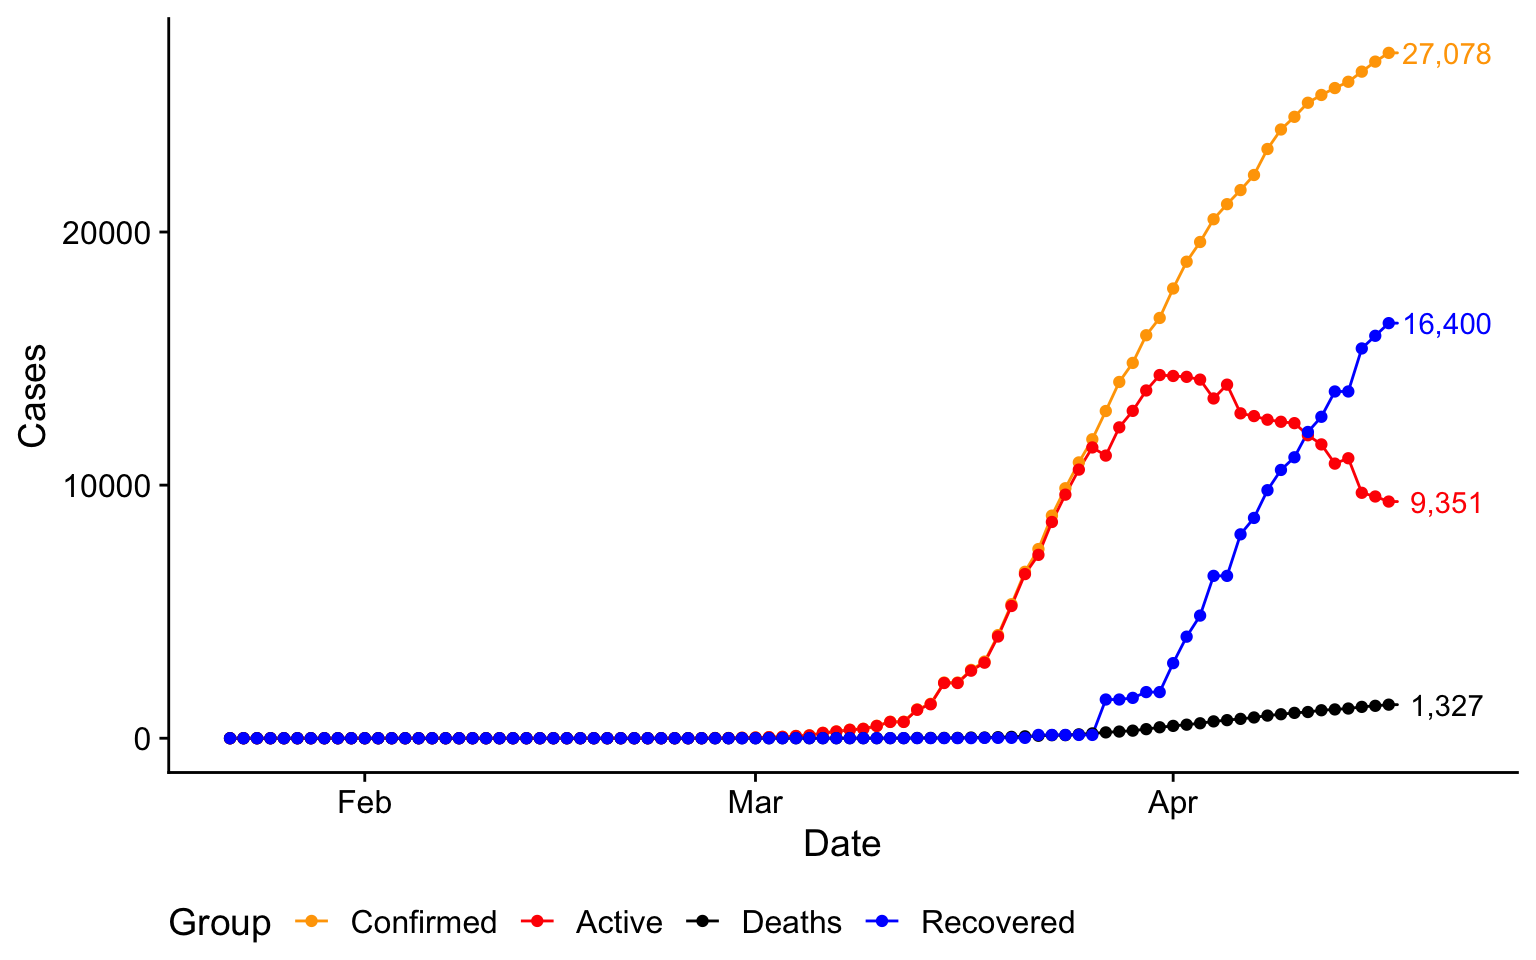 27,078
20000
16,400
Cases
10000
9,351
1,327
0
Feb Mar Apr
Date
Group Confirmed Active Deaths Recovered